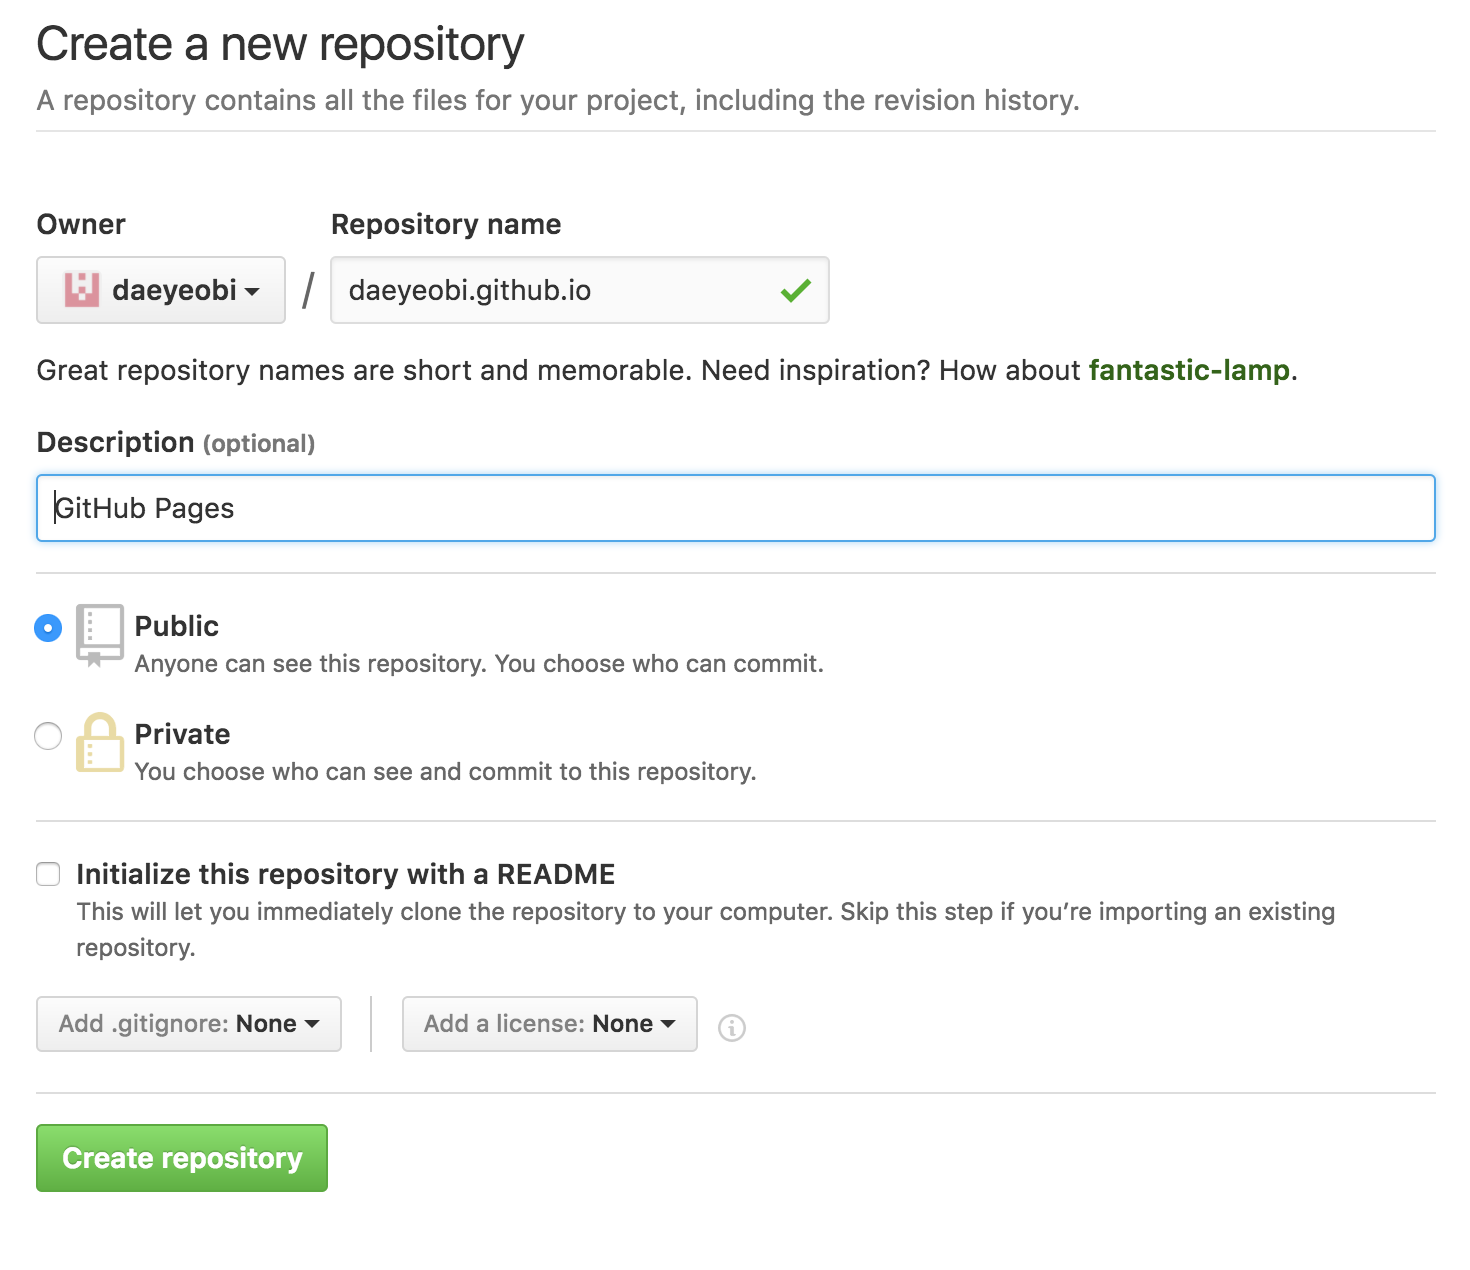 Create a new repository
A repository contains all the files for your project, including the revision history.
Owner
Repository name
daeyeobi
/
daeyeobi.github.io
Great repository names are short and memorable. Need inspiration? How about fantastic-lamp.
Description (optional)
GitHub Pages
Public
Anyone can see this repository. You choose who can commit.
Private
You choose who can see and commit to this repository.
Initialize this repository with a README
This will let you immediately clone the repository to your computer. Skip this step if you’re importing an existing
repository.
Add .gitignore: None
Add a license: None
Create repository